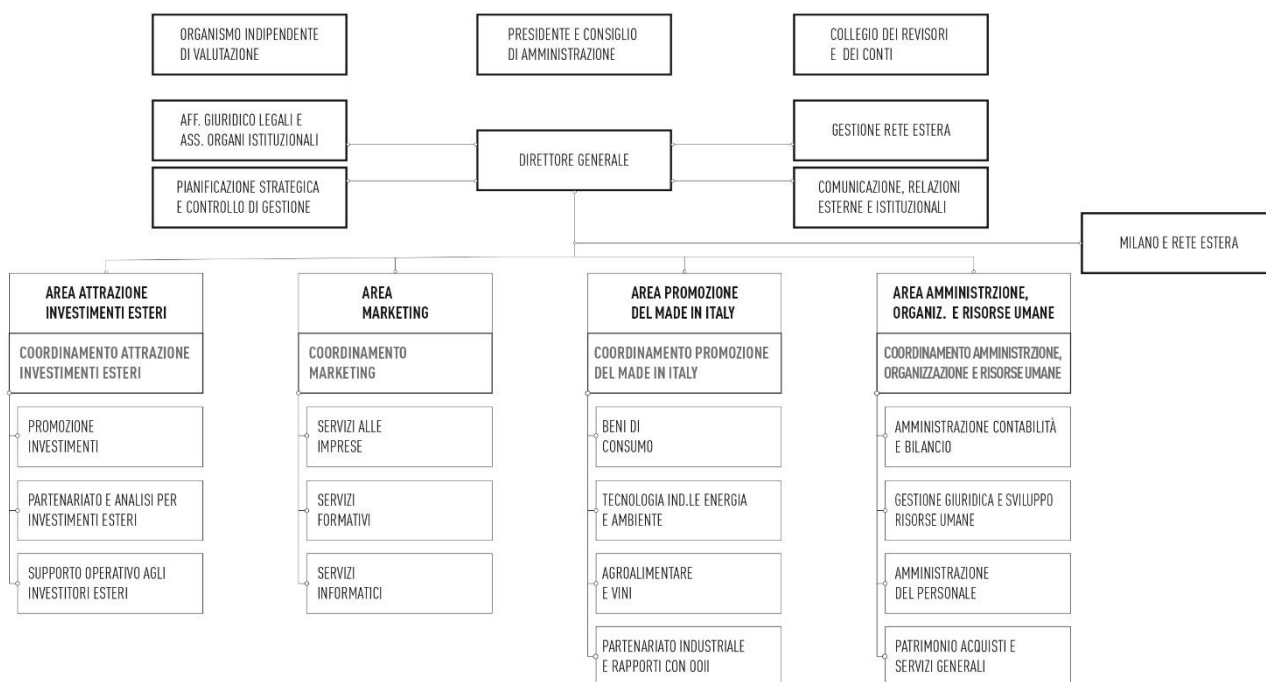 ORGANISMO INDIPENDENTE
DI VALUTAZIONE
PRESIDENTE E CONSIGLIO
DI AMMINISTRAZIONE
COLLEGIO DEI REVISORI
E DEI CONTI
AFF. GIURIDICO LEGALI E
ASS. ORGANI ISTITUZIONALI
DIRETTORE GENERALE
GESTIONE RETE ESTERA
PIANIFICAZIONE STRATEGICA
E CONTROLLO DI GESTIONE
COMUNICAZIONE, RELAZIONI
ESTERNE E ISTITUZIONALI
MILANO E RETE ESTERA
AREA ATTRAZIONE
INVESTIMENTI ESTERI
COORDINAMENTO ATTRAZIONE
INVESTIMENTI ESTERI
PROMOZIONE
INVESTIMENTI
PARTENARIATO E ANALISI PER
INVESTIMENTI ESTERI
SUPPORTO OPERATIVO AGLI
INVESTITORI ESTERI
AREA
MARKETING
COORDINAMENTO
MARKETING
SERVIZI ALLE
IMPRESE
SERVIZI
FORMATIVI
SERVIZI
INFORMATICI
AREA PROMOZIONE
DEL MADE IN ITALY
COORDINAMENTO PROMOZIONE
DEL MADE IN ITALY
BENI DI
CONSUMO
TECNOLOGIA IND.LE ENERGIA
E AMBIENTE
AGROALIMENTARE
E VINI
PARTENARIATO INDUSTRIALE
E RAPPORTI CON OOII
AREA AMMINISTRZIONE,
ORGANIZ. E RISORSE UMANE
COORDINAMENTO AMMINISTRZIONE,
ORGANIZZAZIONE E RISORSE UMANE
AMMINISTRAZIONE CONTABILITÀ
E BILANCIO
GESTIONE GIURIDICA E SVILUPPO
RISORSE UMANE
AMMINISTRAZIONE
DEL PERSONALE
PATRIMONIO ACQUISTI E
SERVIZI GENERALI